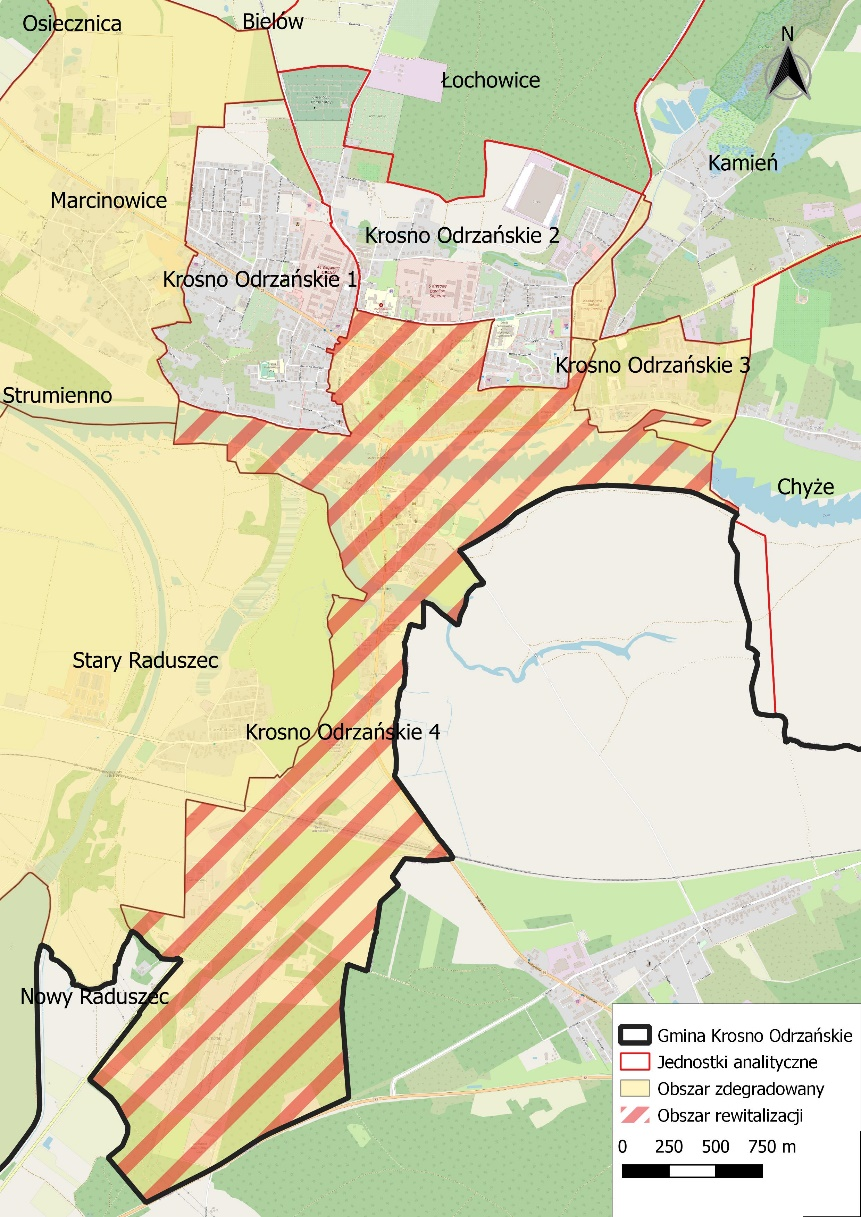 Osiecznica
Bielów
N
Łochowice
Kamień
Marcinowice
Krosno Odrzańskie 2
Krosno Odrzańskie 1
Krosno Odrzańskie 3
Strumienno
Chyże
Stary Raduszec
Krosno Odrzańskie 4
Nowy Raduszec
Gmina Krosno Odrzańskie
Jednostki analityczne
Obszar zdegradowany
Obszar rewitalizacji
0 250 500 750 m